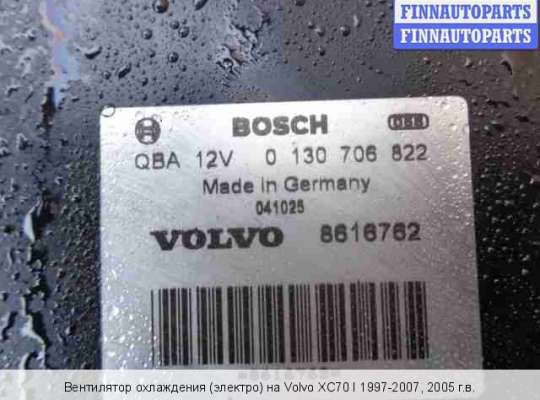 FINNAUTOPARTS
FINNAUTOPARTS
BOSCH
QBA 12V 0 130 706 822
Made in Germany
041025
VOLVO 8616762
Вентилятор охлаждения (электро) на Volvo XC70 I 1997-2007, 2005 г.в.